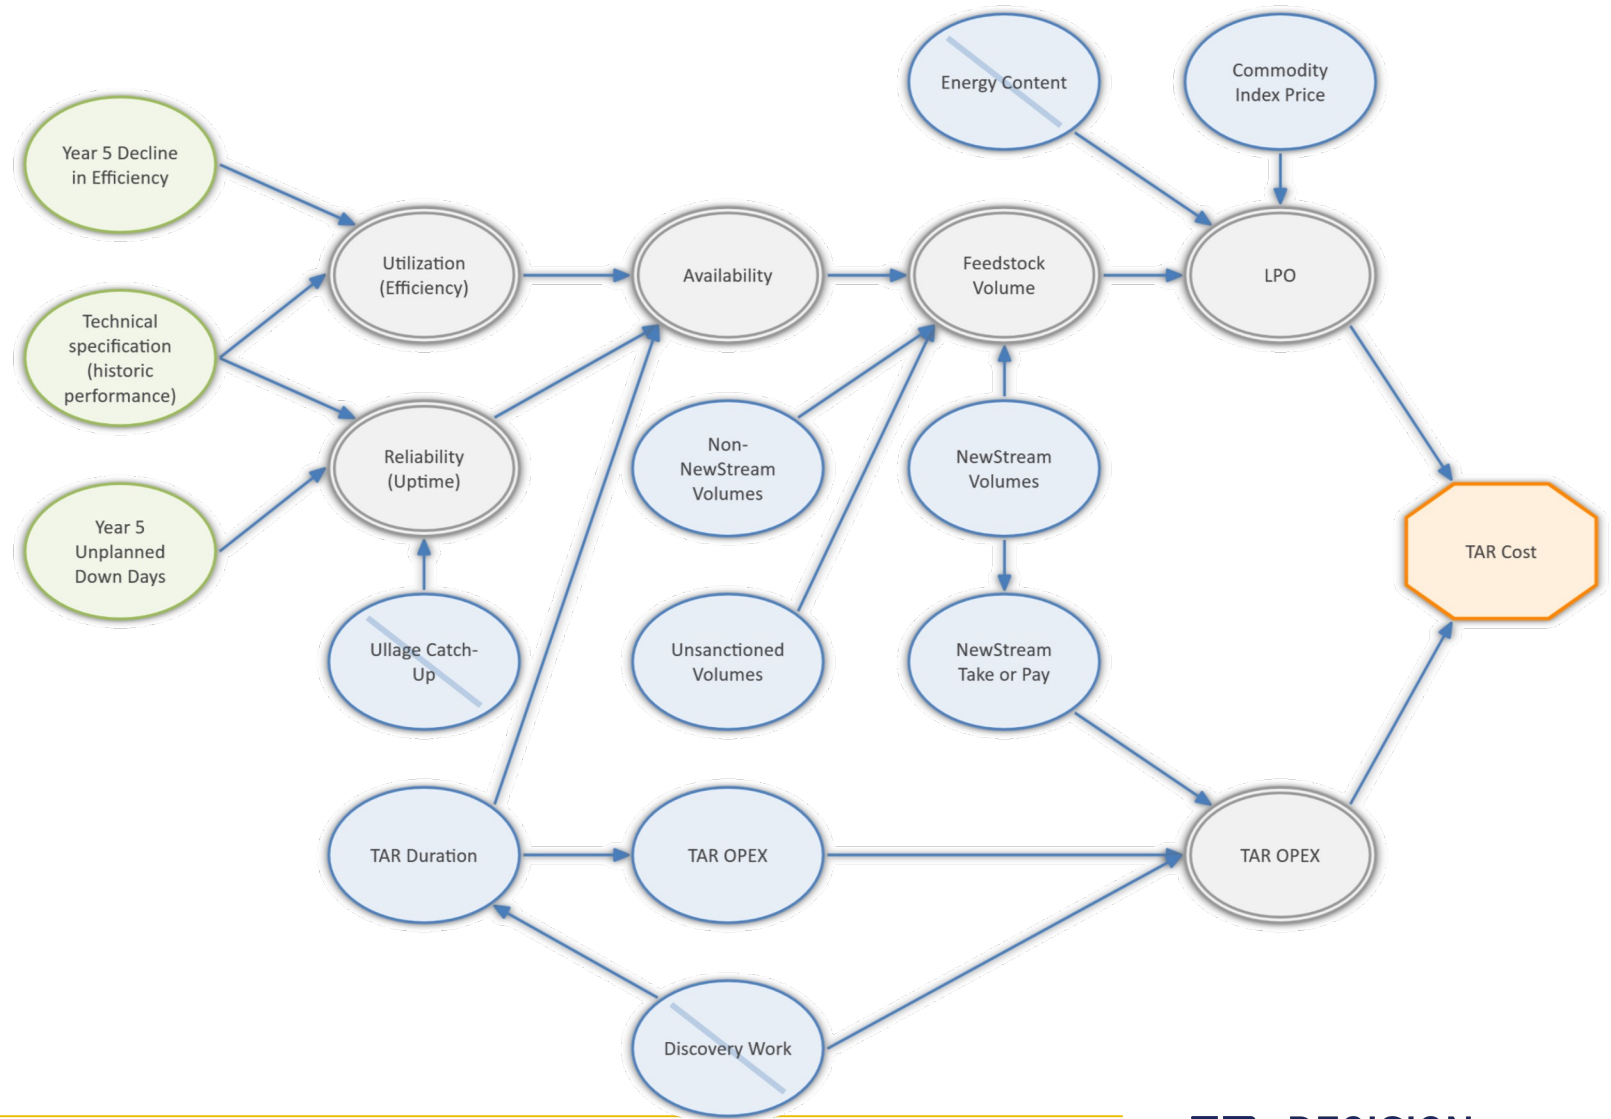 Energy Content
Commodity
Index Price
Year 5 Decline
in Efficiency
Utilization
(Efficiency)
Availability
Feedstock
Volume
LPO
Technical
specification
(historic
performance)
Reliability
(Uptime)
Non-
NewStream
Volumes
NewStream
Volumes
Year 5
Unplanned
Down Days
TAR Cost
Ullage Catch-
Up
Unsanctioned
Volumes
NewStream
Take or Pay
TAR Duration
TAR OPEX
TAR OPEX
Discovery Work
DECISION